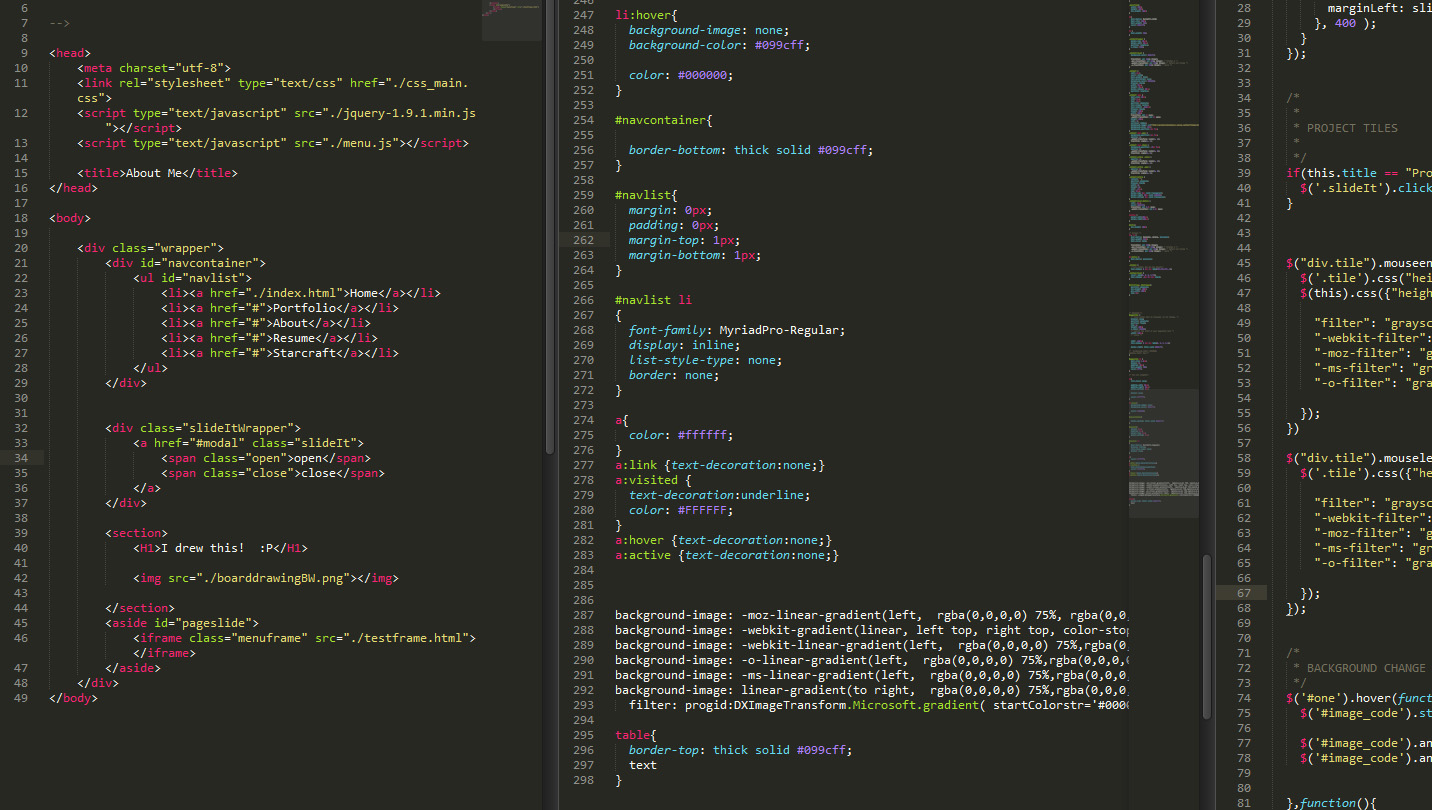 6
7 -->
8
9 <head>
10 <meta charset="utf-8">
11 <link rel="stylesheet" type="text/css" href="./css_main.
css">
12 <script type="text/javascript" src="./jquery-1.9.1.min.js
"></script>
13 <script type="text/javascript" src="./menu.js"></script>
14
15 <title>About Me</title>
16 </head>
17
18 <body>
19
20 <div class="wrapper">
21 <div id="navcontainer">
22 <ul id="navlist">
23 <li><a href="./index.html">Home</a></li>
24 <li><a href="#">Portfolio</a></li>
25 <li><a href="#">About</a></li>
26 <li><a href="#">Resume</a></li>
27 <li><a href="#">Starcraft</a></li>
28 </ul>
29 </div>
30
31
32 <div class="slideItWrapper">
33 <a href="#modal" class="slideIt">
34 <span class="open">open</span>
35 <span class="close">close</span>
36 </a>
37 </div>
38
39 <section>
40 <H1>I drew this!  :P</H1>
41
42 <img src="./boarddrawingBW.png"></img>
43
44 </section>
45 <aside id="pageslide">
46 <iframe class="menuframe" src="./testframe.html">
</iframe>
47 </aside>
48 </div>
49 </body>
246
247 li:hover{
248 background-image: none;
249 background-color: #099cff;
250
251 color: #000000;
252 }
253
254 #navcontainer{
255
256 border-bottom: thick solid #099cff;
257 }
258
259 #navlist{
260 margin: 0px;
261 padding: 0px;
262 margin-top: 1px;
263 margin-bottom: 1px;
264 }
265
266 #navlist li
267 {
268 font-family: MyriadPro-Regular;
269 display: inline;
270 list-style-type: none;
271 border: none;
272 }
273
274 a{
275 color: #ffffff;
276 }
277 a:link {text-decoration:none;}
278 a:visited {
279 text-decoration:underline;
280 color: #FFFFFF;
281 }
282 a:hover {text-decoration:none;}
283 a:active {text-decoration:none;}
284
285
286
287 background-image: -moz-linear-gradient(left,  rgba(0,0,0,0) 75%, rgba(0,0,
288 background-image: -webkit-gradient(linear, left top, right top, color-stop
289 background-image: -webkit-linear-gradient(left,  rgba(0,0,0,0) 75%,rgba(0,0,
290 background-image: -o-linear-gradient(left,  rgba(0,0,0,0) 75%,rgba(0,0,0,
291 background-image: -ms-linear-gradient(left,  rgba(0,0,0,0) 75%,rgba(0,0,0,
292 background-image: linear-gradient(to right,  rgba(0,0,0,0) 75%,rgba(0,0,0,
293 filter: progid:DXImageTransform.Microsoft.gradient( startColorstr='#000
294
295 table{
296 border-top: thick solid #099cff;
297 text
298 }
28 marginLeft: sli
29 }, 400 );
30 }
31 });
32
33
34 /*
35 *
36 * PROJECT TILES
37 *
38 */
39 if(this.title == "Pro
40 $('.slideIt').click
41 }
42
43
44
45 $("div.tile").mouseen
46 $('.tile').css("hei
47 $(this).css({"heigh
48
49 "filter": "graysc
50 "-webkit-filter":
51 "-moz-filter": "g
52 "-ms-filter": "gr
53 "-o-filter": "gra
54
55 });
56 })
57
58 $("div.tile").mousele
59 $('.tile').css({"he
60
61 "filter": "graysc
62 "-webkit-filter":
63 "-moz-filter": "g
64 "-ms-filter": "gr
65 "-o-filter": "gra
66
67 });
68 });
69
70
71 /*
72 * BACKGROUND CHANGE
73 */
74 $('#one').hover(funct
75 $('#image_code').st
76
77 $('#image_code').an
78 $('#image_code').an
79
80
81 },function(){